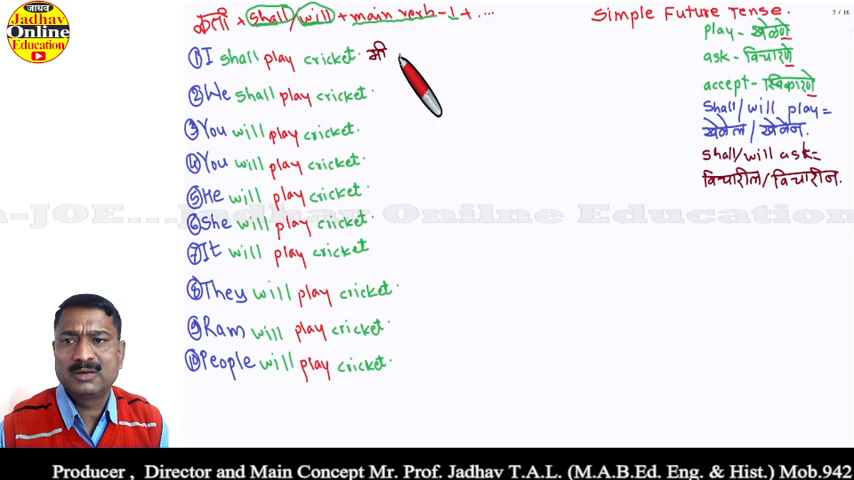 जाधव
Jadhav
Online
Education
कर्ता + shall / will + main verb-1 + ....
Simple Future Tense.
2 / 16
play - खेळणे
ask - विचारणे
accept - स्विकारणे
Shall/will play =
खेळेल / खेळेन.
shall/will ask =
विचारील / विचारीन.
① I shall play cricket. मी
② We shall play cricket.
③ You will play cricket.
④ You will play cricket.
⑤ He will play cricket.
⑥ She will play cricket.
⑦ It will play cricket
⑧ They will play cricket.
⑨ Ram will play cricket.
⑩ People will play cricket.
-JOE...Jadhav Online Education
Producer , Director and Main Concept Mr. Prof. Jadhav T.A.L. (M.A.B.Ed. Eng. & Hist.) Mob.942